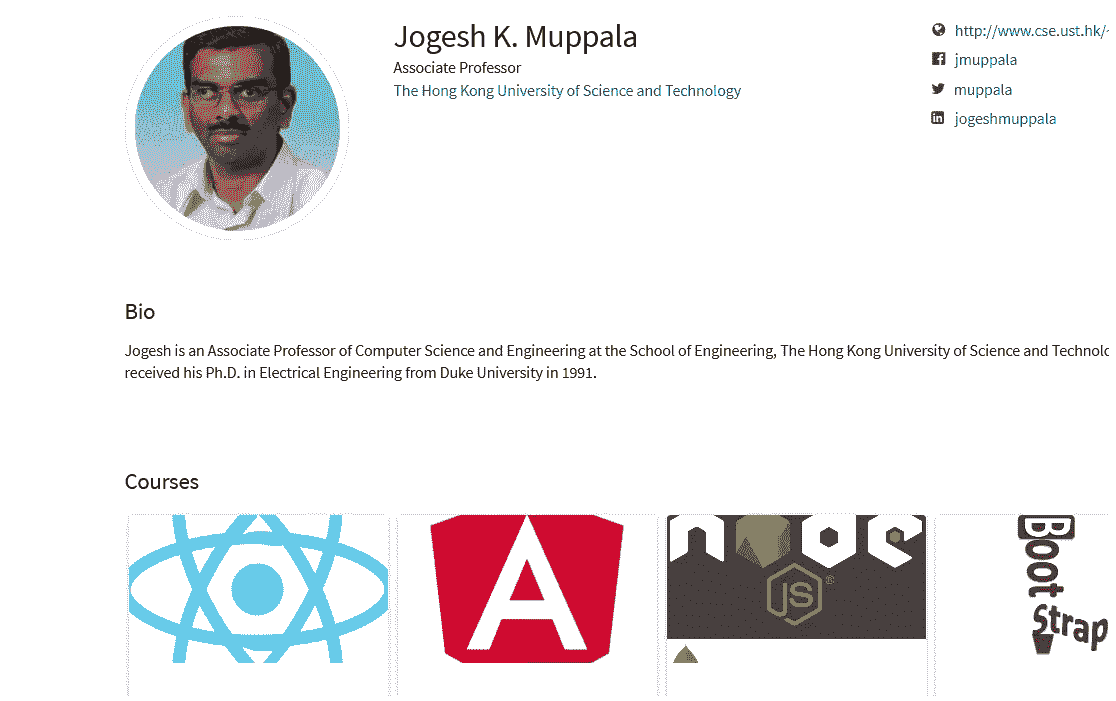 Jogesh K. Muppala
Associate Professor
The Hong Kong University of Science and Technology
http://www.cse.ust.hk/~
jmuppala
muppala
jogeshmuppala
Bio
Jogesh is an Associate Professor of Computer Science and Engineering at the School of Engineering, The Hong Kong University of Science and Technolo
received his Ph.D. in Electrical Engineering from Duke University in 1991.
Courses
A
node
JS®
Boot
Strap